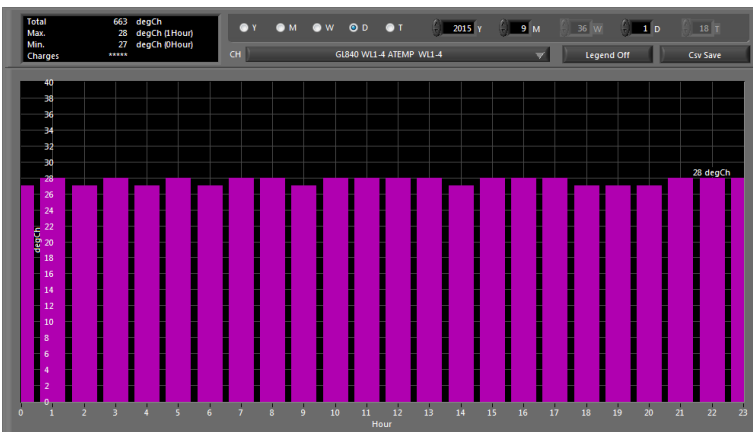 Total 663 degCh
Max. 28 degCh (1Hour)
Min. 27 degCh (0Hour)
Charges *****
Y M W D T 2015 Y 9 M 36 W 1 D 18 T
CH GL840 WL1-4 ATEMP WL1-4 Legend Off Csv Save
40
38
36
34
32
30
28 degCh
28
26
24
22
degCh
20
18
16
14
12
10
8
6
4
2
0
0 1 2 3 4 5 6 7 8 9 10 11 12 13 14 15 16 17 18 19 20 21 22 23
Hour